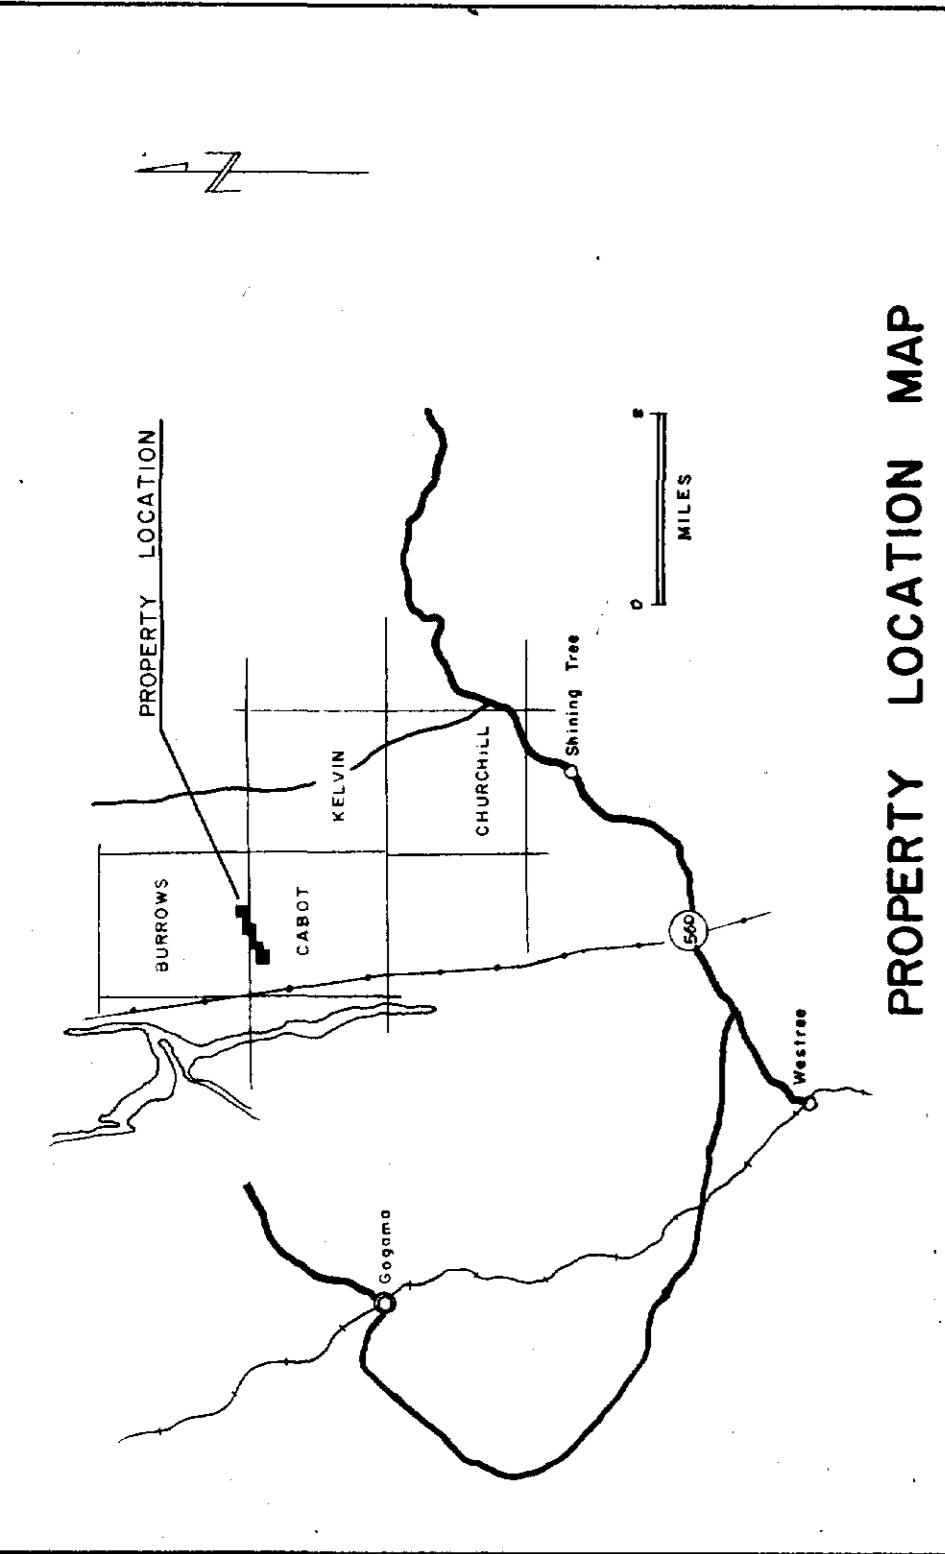 PROPERTY LOCATION
BURROWS
N
CABOT
KELVIN
Gogama
CHURCHILL
Shining Tree
0 8
MILES
560
Westree
PROPERTY LOCATION MAP